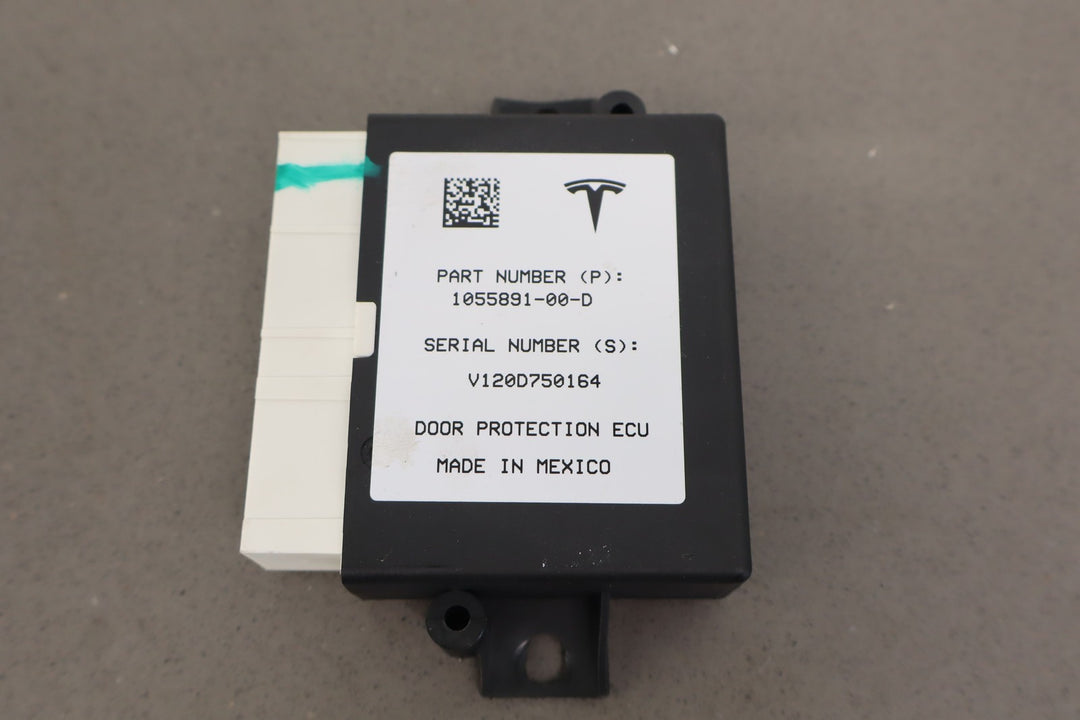 PART NUMBER (P):
1055891-00-D
SERIAL NUMBER (S):
V120D750164
DOOR PROTECTION ECU
MADE IN MEXICO